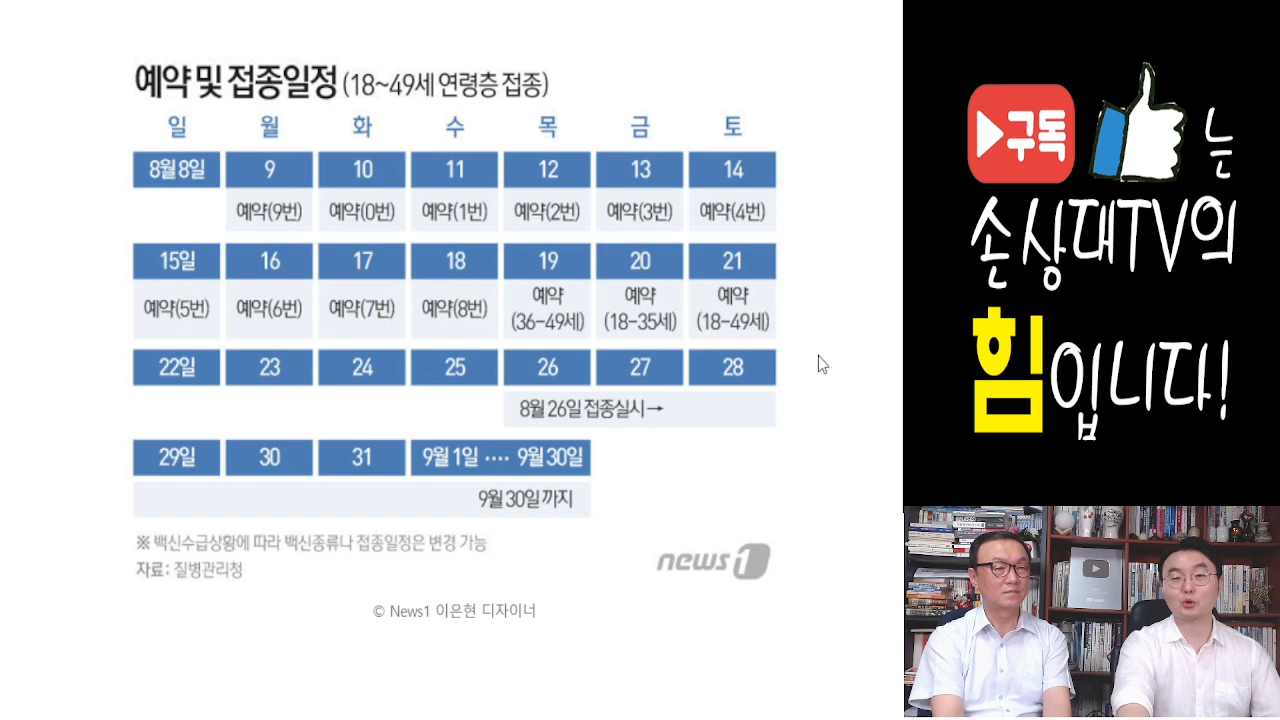 예약 및 접종일정 (18~49세 연령층 접종)
일 월 화 수 목 금 토
8월 8일 9 10 11 12 13 14
예약(9번) 예약(0번) 예약(1번) 예약(2번) 예약(3번) 예약(4번)
15일 16 17 18 19 20 21
예약(5번) 예약(6번) 예약(7번) 예약(8번) 예약 예약 예약
(36-49세) (18-35세) (18-49세)
22일 23 24 25 26 27 28
8월 26일 접종실시→
29일 30 31 9월 1일 ···· 9월 30일
9월 30일까지
※ 백신수급상황에 따라 백신종류나 접종일정은 변경 가능
자료: 질병관리청
news1
© News1 이은현 디자이너
구독 는
손상대TV의
힘입니다!